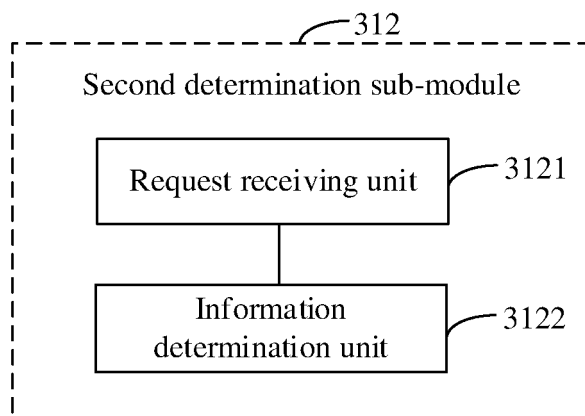 312
Second determination sub-module
Request receiving unit
3121
Information
determination unit
3122